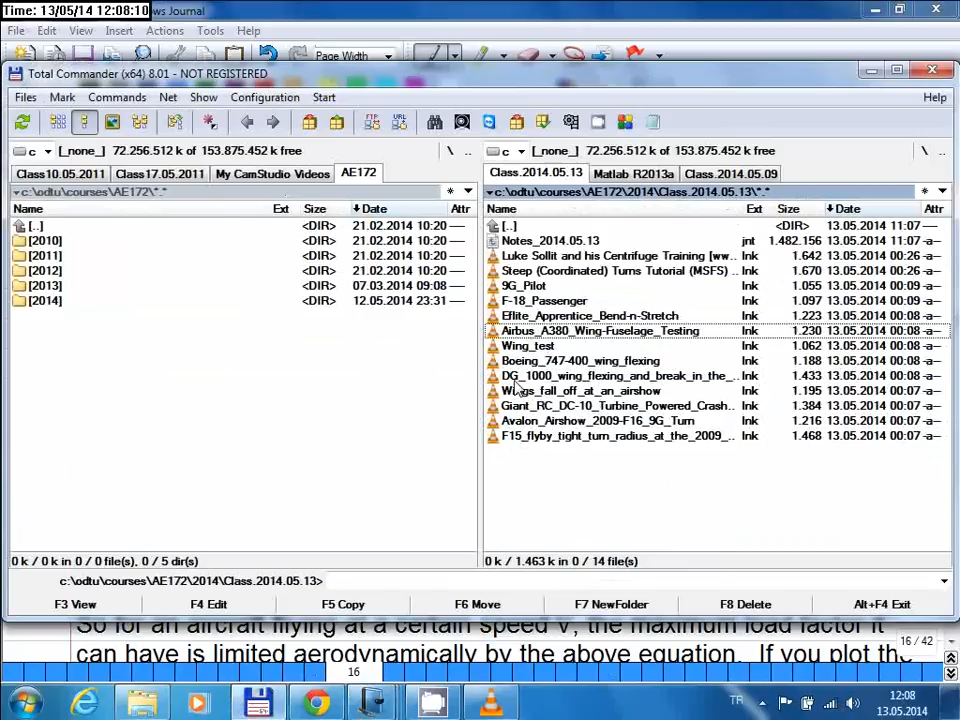 Time: 13/05/14 12:08:10 ws Journal
File Edit View Insert Actions Tools Help
Page Width
Total Commander (x64) 8.01 - NOT REGISTERED
Files Mark Commands Net Show Configuration Start Help
FTP URL
c [_none_] 72.256.512 k of 153.875.452 k free \ ..
c [_none_] 72.256.512 k of 153.875.452 k free \ ..
Class10.05.2011 Class17.05.2011 My CamStudio Videos AE172
Class.2014.05.13 Matlab R2013a Class.2014.05.09
c:\odtu\courses\AE172\*.* *
c:\odtu\courses\AE172\2014\Class.2014.05.13\*.* *
Name Ext Size Date Attr
[..] <DIR> 21.02.2014 10:20 ----
[2010] <DIR> 21.02.2014 10:20 ----
[2011] <DIR> 21.02.2014 10:20 ----
[2012] <DIR> 21.02.2014 10:20 ----
[2013] <DIR> 07.03.2014 09:08 ----
[2014] <DIR> 12.05.2014 23:31 ----
Name Ext Size Date Attr
[..] <DIR> 13.05.2014 11:07 ----
Notes_2014.05.13 jnt 1.482.156 13.05.2014 11:07 -a--
Luke Sollit and his Centrifuge Training [ww.. lnk 1.642 13.05.2014 00:26 -a--
Steep (Coordinated) Turns Tutorial (MSFS) .. lnk 1.670 13.05.2014 00:26 -a--
9G_Pilot lnk 1.055 13.05.2014 00:09 -a--
F-18_Passenger lnk 1.097 13.05.2014 00:09 -a--
Eflite_Apprentice_Bend-n-Stretch lnk 1.223 13.05.2014 00:08 -a--
Airbus_A380_Wing-Fuselage_Testing lnk 1.230 13.05.2014 00:08 -a--
Wing_test lnk 1.062 13.05.2014 00:08 -a--
Boeing_747-400_wing_flexing lnk 1.188 13.05.2014 00:08 -a--
DG_1000_wing_flexing_and_break_in_the_.. lnk 1.433 13.05.2014 00:08 -a--
Wings_fall_off_at_an_airshow lnk 1.195 13.05.2014 00:07 -a--
Giant_RC_DC-10_Turbine_Powered_Crash.. lnk 1.384 13.05.2014 00:07 -a--
Avalon_Airshow_2009-F16_9G_Turn lnk 1.216 13.05.2014 00:07 -a--
F15_flyby_tight_turn_radius_at_the_2009_.. lnk 1.468 13.05.2014 00:07 -a--
0 k / 0 k in 0 / 0 file(s), 0 / 5 dir(s)
0 k / 1.463 k in 0 / 14 file(s)
c:\odtu\courses\AE172\2014\Class.2014.05.13>
F3 View F4 Edit F5 Copy F6 Move F7 NewFolder F8 Delete Alt+F4 Exit
So for an aircraft flying at a certain speed V, the maximum load factor it
can have is limited aerodynamically by the above equation. If you plot the
16 / 42
16
TR 12:08
13.05.2014